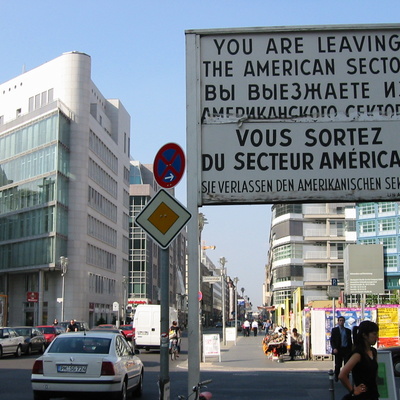 YOU ARE LEAVING
THE AMERICAN SECTO
ВЫ ВЫЕЗЖАЕТЕ ИЗ
АМЕРИКАНСКОГО СЕКТОР
VOUS SORTEZ
DU SECTEUR AMÉRICA
SIE VERLASSEN DEN AMERIKANISCHEN SEK